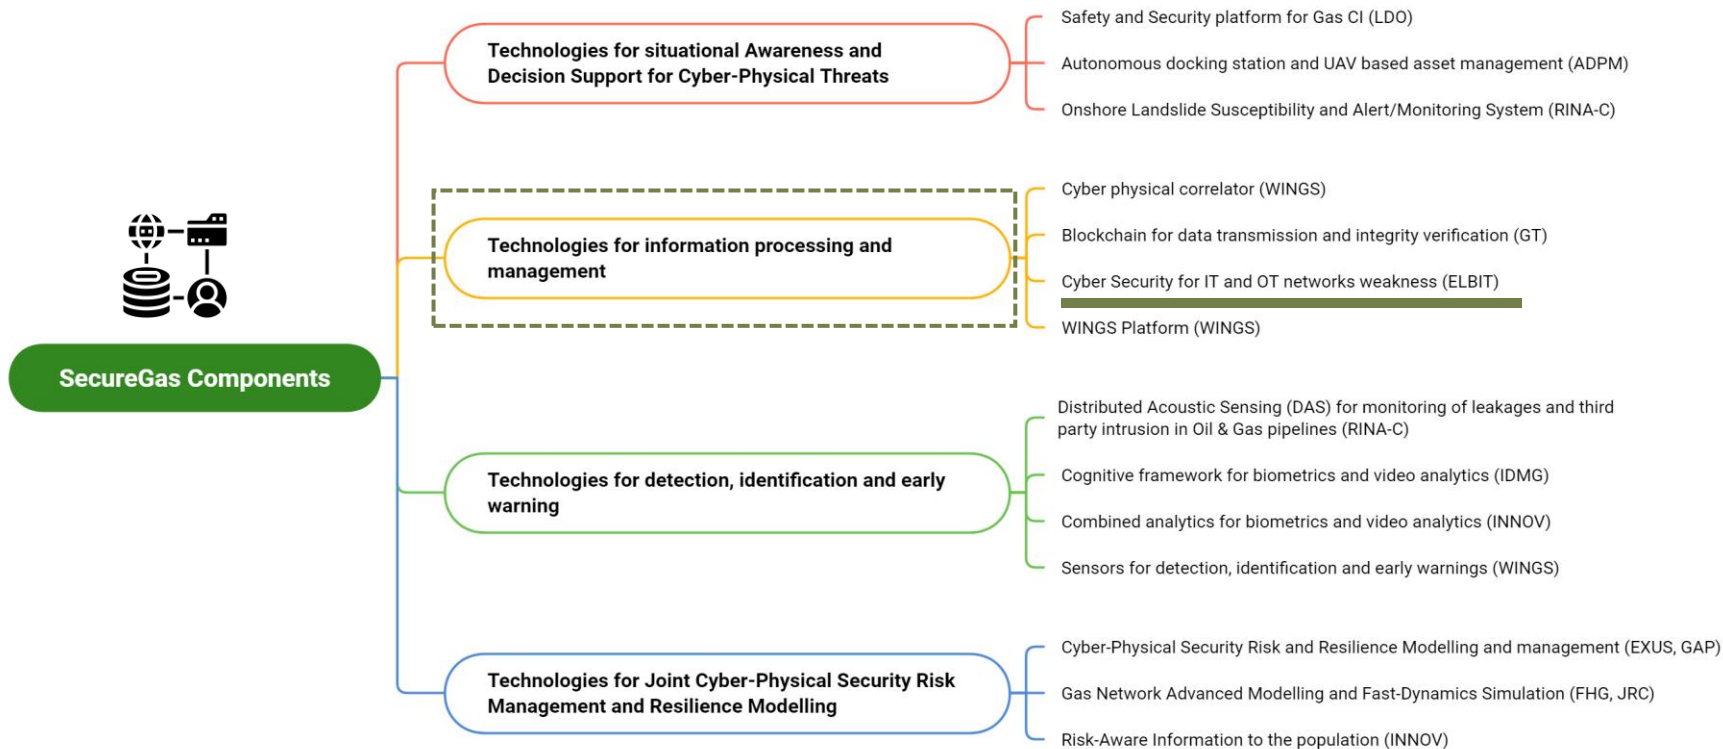 SecureGas Components
Technologies for situational Awareness and
Decision Support for Cyber-Physical Threats
Safety and Security platform for Gas CI (LDO)
Autonomous docking station and UAV based asset management (ADPM)
Onshore Landslide Susceptibility and Alert/Monitoring System (RINA-C)
Technologies for information processing and
management
Cyber physical correlator (WINGS)
Blockchain for data transmission and integrity verification (GT)
Cyber Security for IT and OT networks weakness (ELBIT)
WINGS Platform (WINGS)
Technologies for detection, identification and early
warning
Distributed Acoustic Sensing (DAS) for monitoring of leakages and third
party intrusion in Oil & Gas pipelines (RINA-C)
Cognitive framework for biometrics and video analytics (IDMG)
Combined analytics for biometrics and video analytics (INNOV)
Sensors for detection, identification and early warnings (WINGS)
Technologies for Joint Cyber-Physical Security Risk
Management and Resilience Modelling
Cyber-Physical Security Risk and Resilience Modelling and management (EXUS, GAP)
Gas Network Advanced Modelling and Fast-Dynamics Simulation (FHG, JRC)
Risk-Aware Information to the population (INNOV)